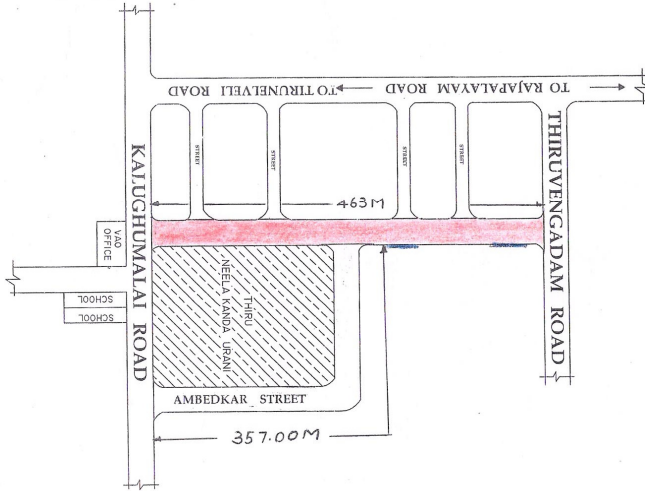 TO TIRUNELVELI ROAD
TO RAJAPALAYAM ROAD
STREET
STREET
STREET
STREET
KALUGHUMALAI ROAD
THIRUVENGADAM ROAD
463M
VAO
OFFICE
SCHOOL
SCHOOL
THIRU
NEELA KANDA URANI
AMBEDKAR STREET
357.00M